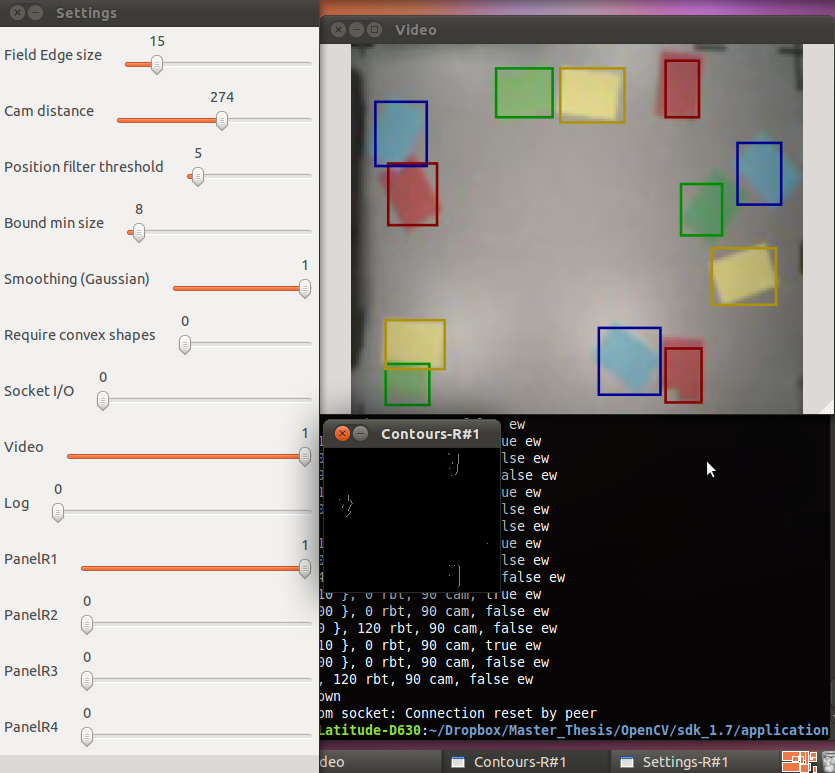 Settings
Field Edge size
15
Cam distance
274
Position filter threshold
5
Bound min size
8
Smoothing (Gaussian)
1
Require convex shapes
0
Socket I/O
0
Video
1
Log
0
PanelR1
1
PanelR2
0
PanelR3
0
PanelR4
0
Video
ew
Contours-R#1
ue ew
lse ew
alse ew
ue ew
lse ew
lse ew
ue ew
lse ew
false ew
10 }, 0 rbt, 90 cam, true ew
00 }, 0 rbt, 90 cam, false ew
0 }, 120 rbt, 90 cam, false ew
10 }, 0 rbt, 90 cam, true ew
00 }, 0 rbt, 90 cam, false ew
, 120 rbt, 90 cam, false ew
own
om socket: Connection reset by peer
Latitude-D630:~/Dropbox/Master_Thesis/OpenCV/sdk_1.7/application
deo
Contours-R#1
Settings-R#1